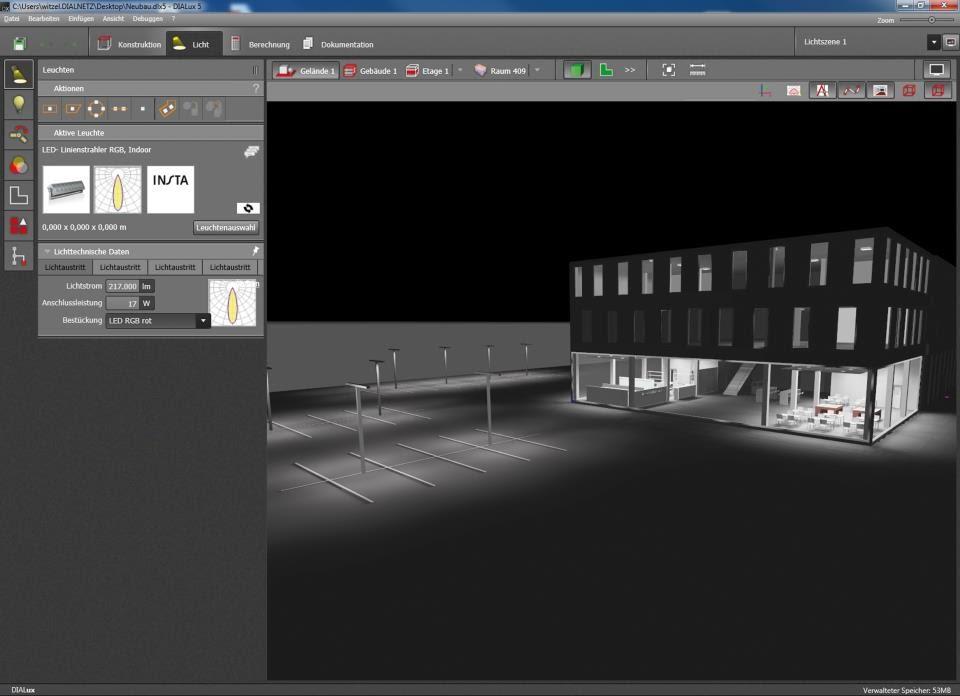 C:\Users\witzel.DIALNETZ\Desktop\Neubau.dlx5 - DIALux 5
Datei Bearbeiten Einfügen Ansicht Debuggen ?
Zoom
Konstruktion Licht Berechnung Dokumentation
Lichtszene 1
Leuchten
Gelände 1 Gebäude 1 Etage 1 Raum 409 >>
Aktionen ?
Aktive Leuchte
LED- Linienstrahler RGB, Indoor
INSTA
0,000 x 0,000 x 0,000 m Leuchtenauswahl
Lichttechnische Daten
Lichtaustritt Lichtaustritt Lichtaustritt Lichtaustritt
Lichtstrom 217,000 lm
Anschlussleistung 17 W
Bestückung LED RGB rot
DIALux
Verwalteter Speicher: 53MB